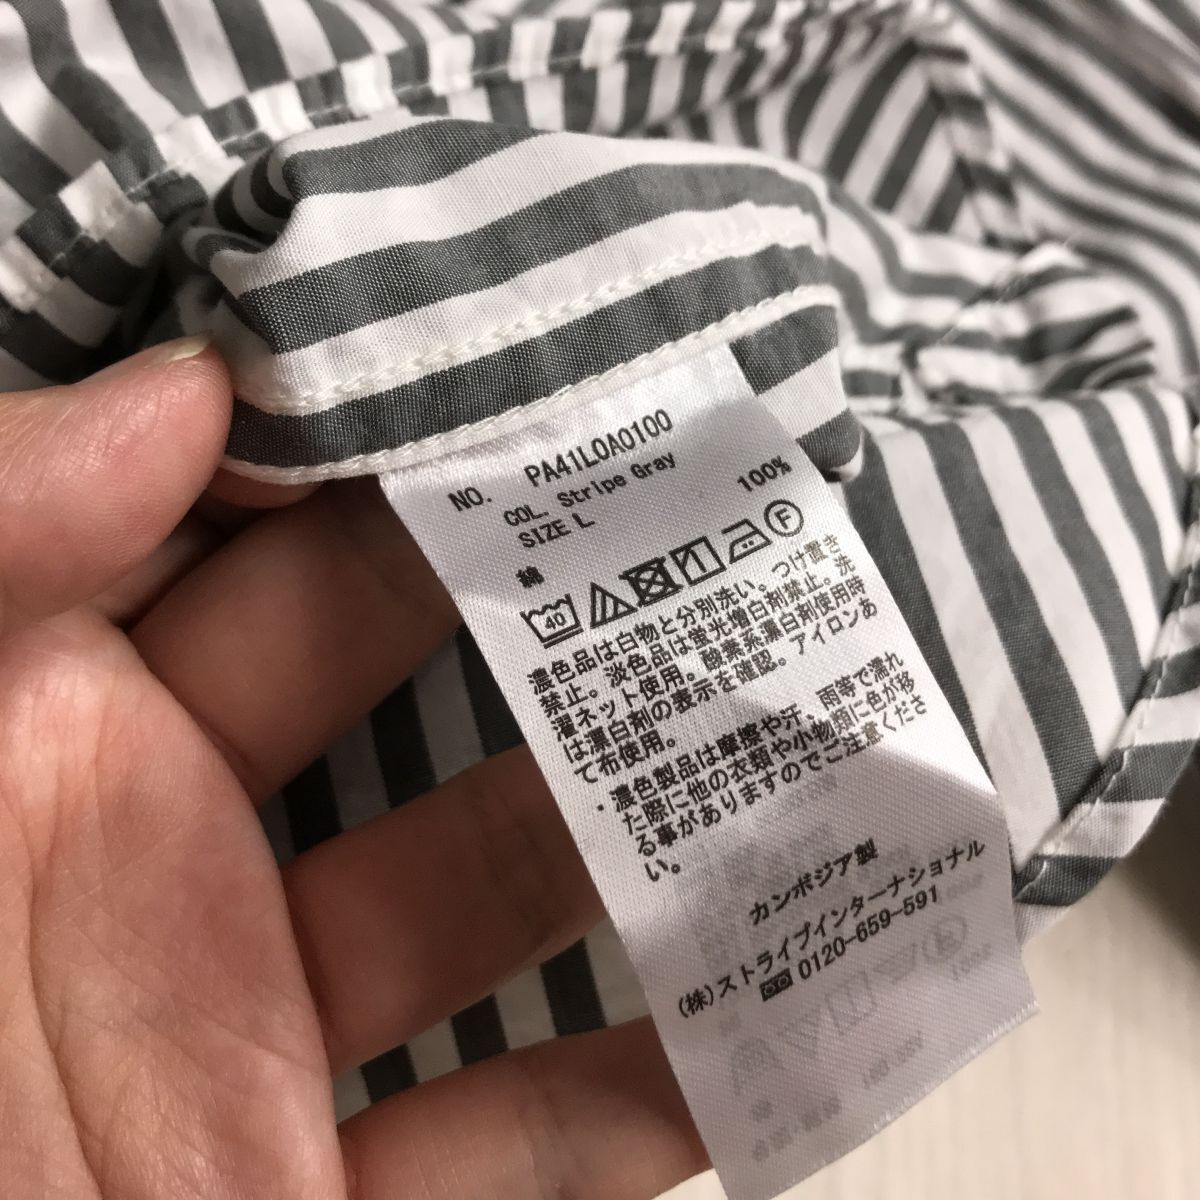 NO. PA41L0A0100
COL. Stripe Gray
SIZE L
綿 100%
40 F
濃色品は白物と分別洗い。つけ置き
禁止。淡色品は蛍光増白剤禁止。洗
濯ネット使用。酸素系漂白剤使用時
は漂白剤の表示を確認。アイロンあ
て布使用。
・濃色製品は摩擦や汗、雨等で濡れ
た際に他の衣類や小物類に色が移
る事がありますのでご注意くださ
い。
カンボジア製
(株)ストライプインターナショナル
0120-659-591